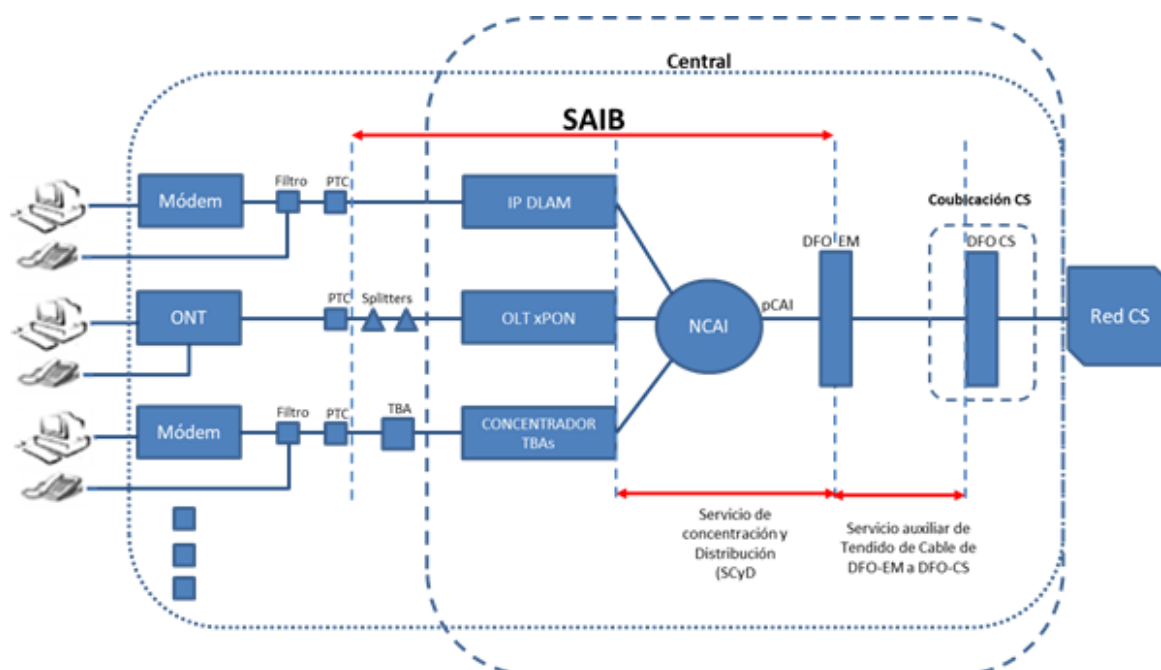 Central
SAIB
Filtro
PTC
Módem
IP DLAM
Coubicación CS
DFO EM
DFO CS
PTC
Splitters
ONT
OLT xPON
NCAI
pCAI
Red CS
Filtro
PTC
TBA
Módem
CONCENTRADOR
TBAs
Servicio de
concentración y
Distribución
(SCyD
Servicio auxiliar de
Tendido de Cable de
DFO-EM a DFO-CS